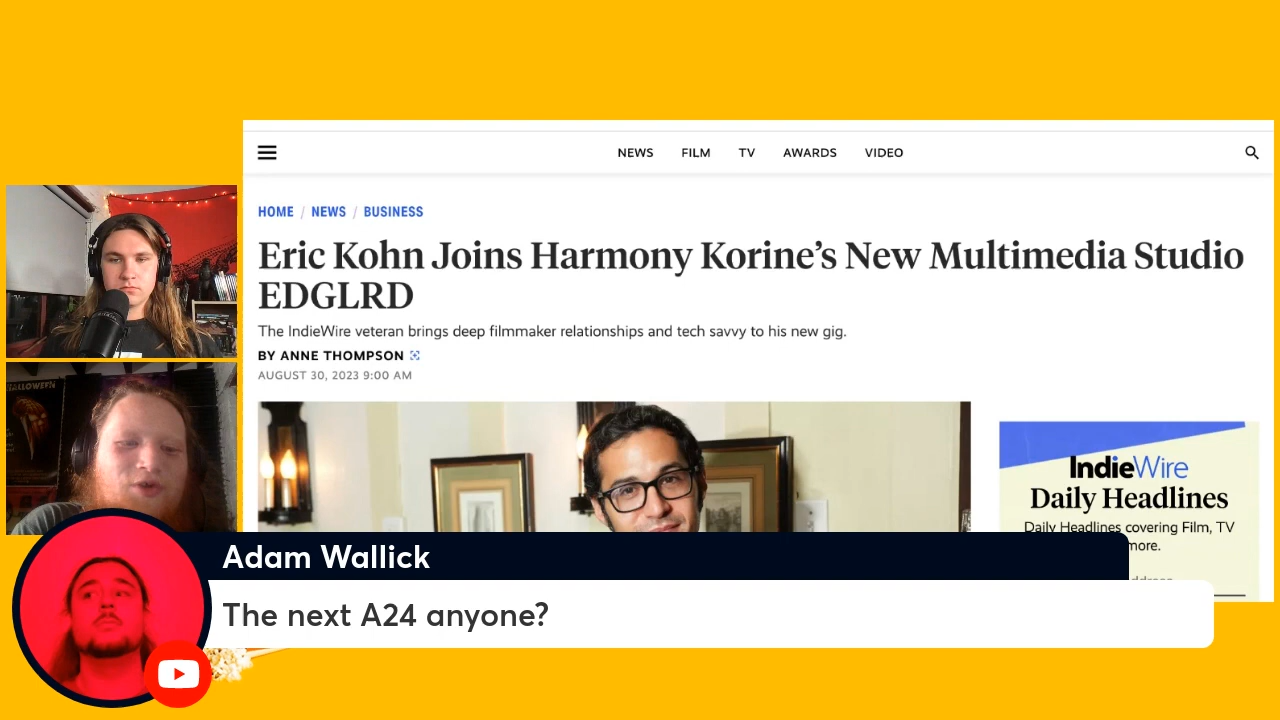 NEWS FILM TV AWARDS VIDEO
HOME / NEWS / BUSINESS
Eric Kohn Joins Harmony Korine’s New Multimedia Studio
EDGLRD
The IndieWire veteran brings deep filmmaker relationships and tech savvy to his new gig.
BY ANNE THOMPSON
AUGUST 30, 2023 9:00 AM
HALLOWEEN
IndieWire
Daily Headlines
Daily Headlines covering Film, TV
more.
Adam Wallick
The next A24 anyone?